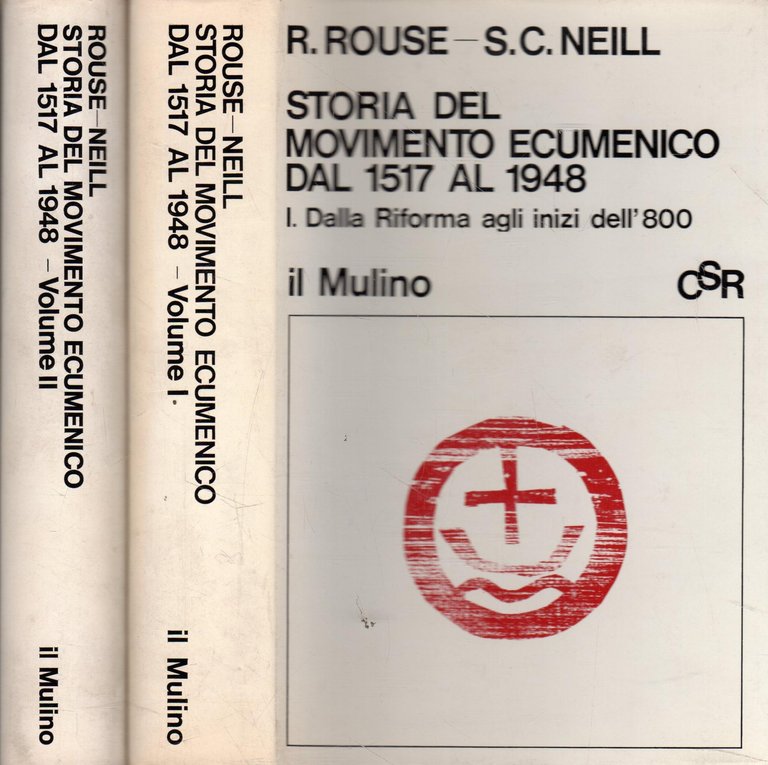 ROUSE—NEILL
STORIA DEL MOVIMENTO ECUMENICO
DAL 1517 AL 1948 – Volume II
il Mulino
ROUSE—NEILL
STORIA DEL MOVIMENTO ECUMENICO
DAL 1517 AL 1948 – Volume I.
il Mulino
R. ROUSE—S.C. NEILL
STORIA DEL
MOVIMENTO ECUMENICO
DAL 1517 AL 1948
I. Dalla Riforma agli inizi dell'800
il Mulino
CSR